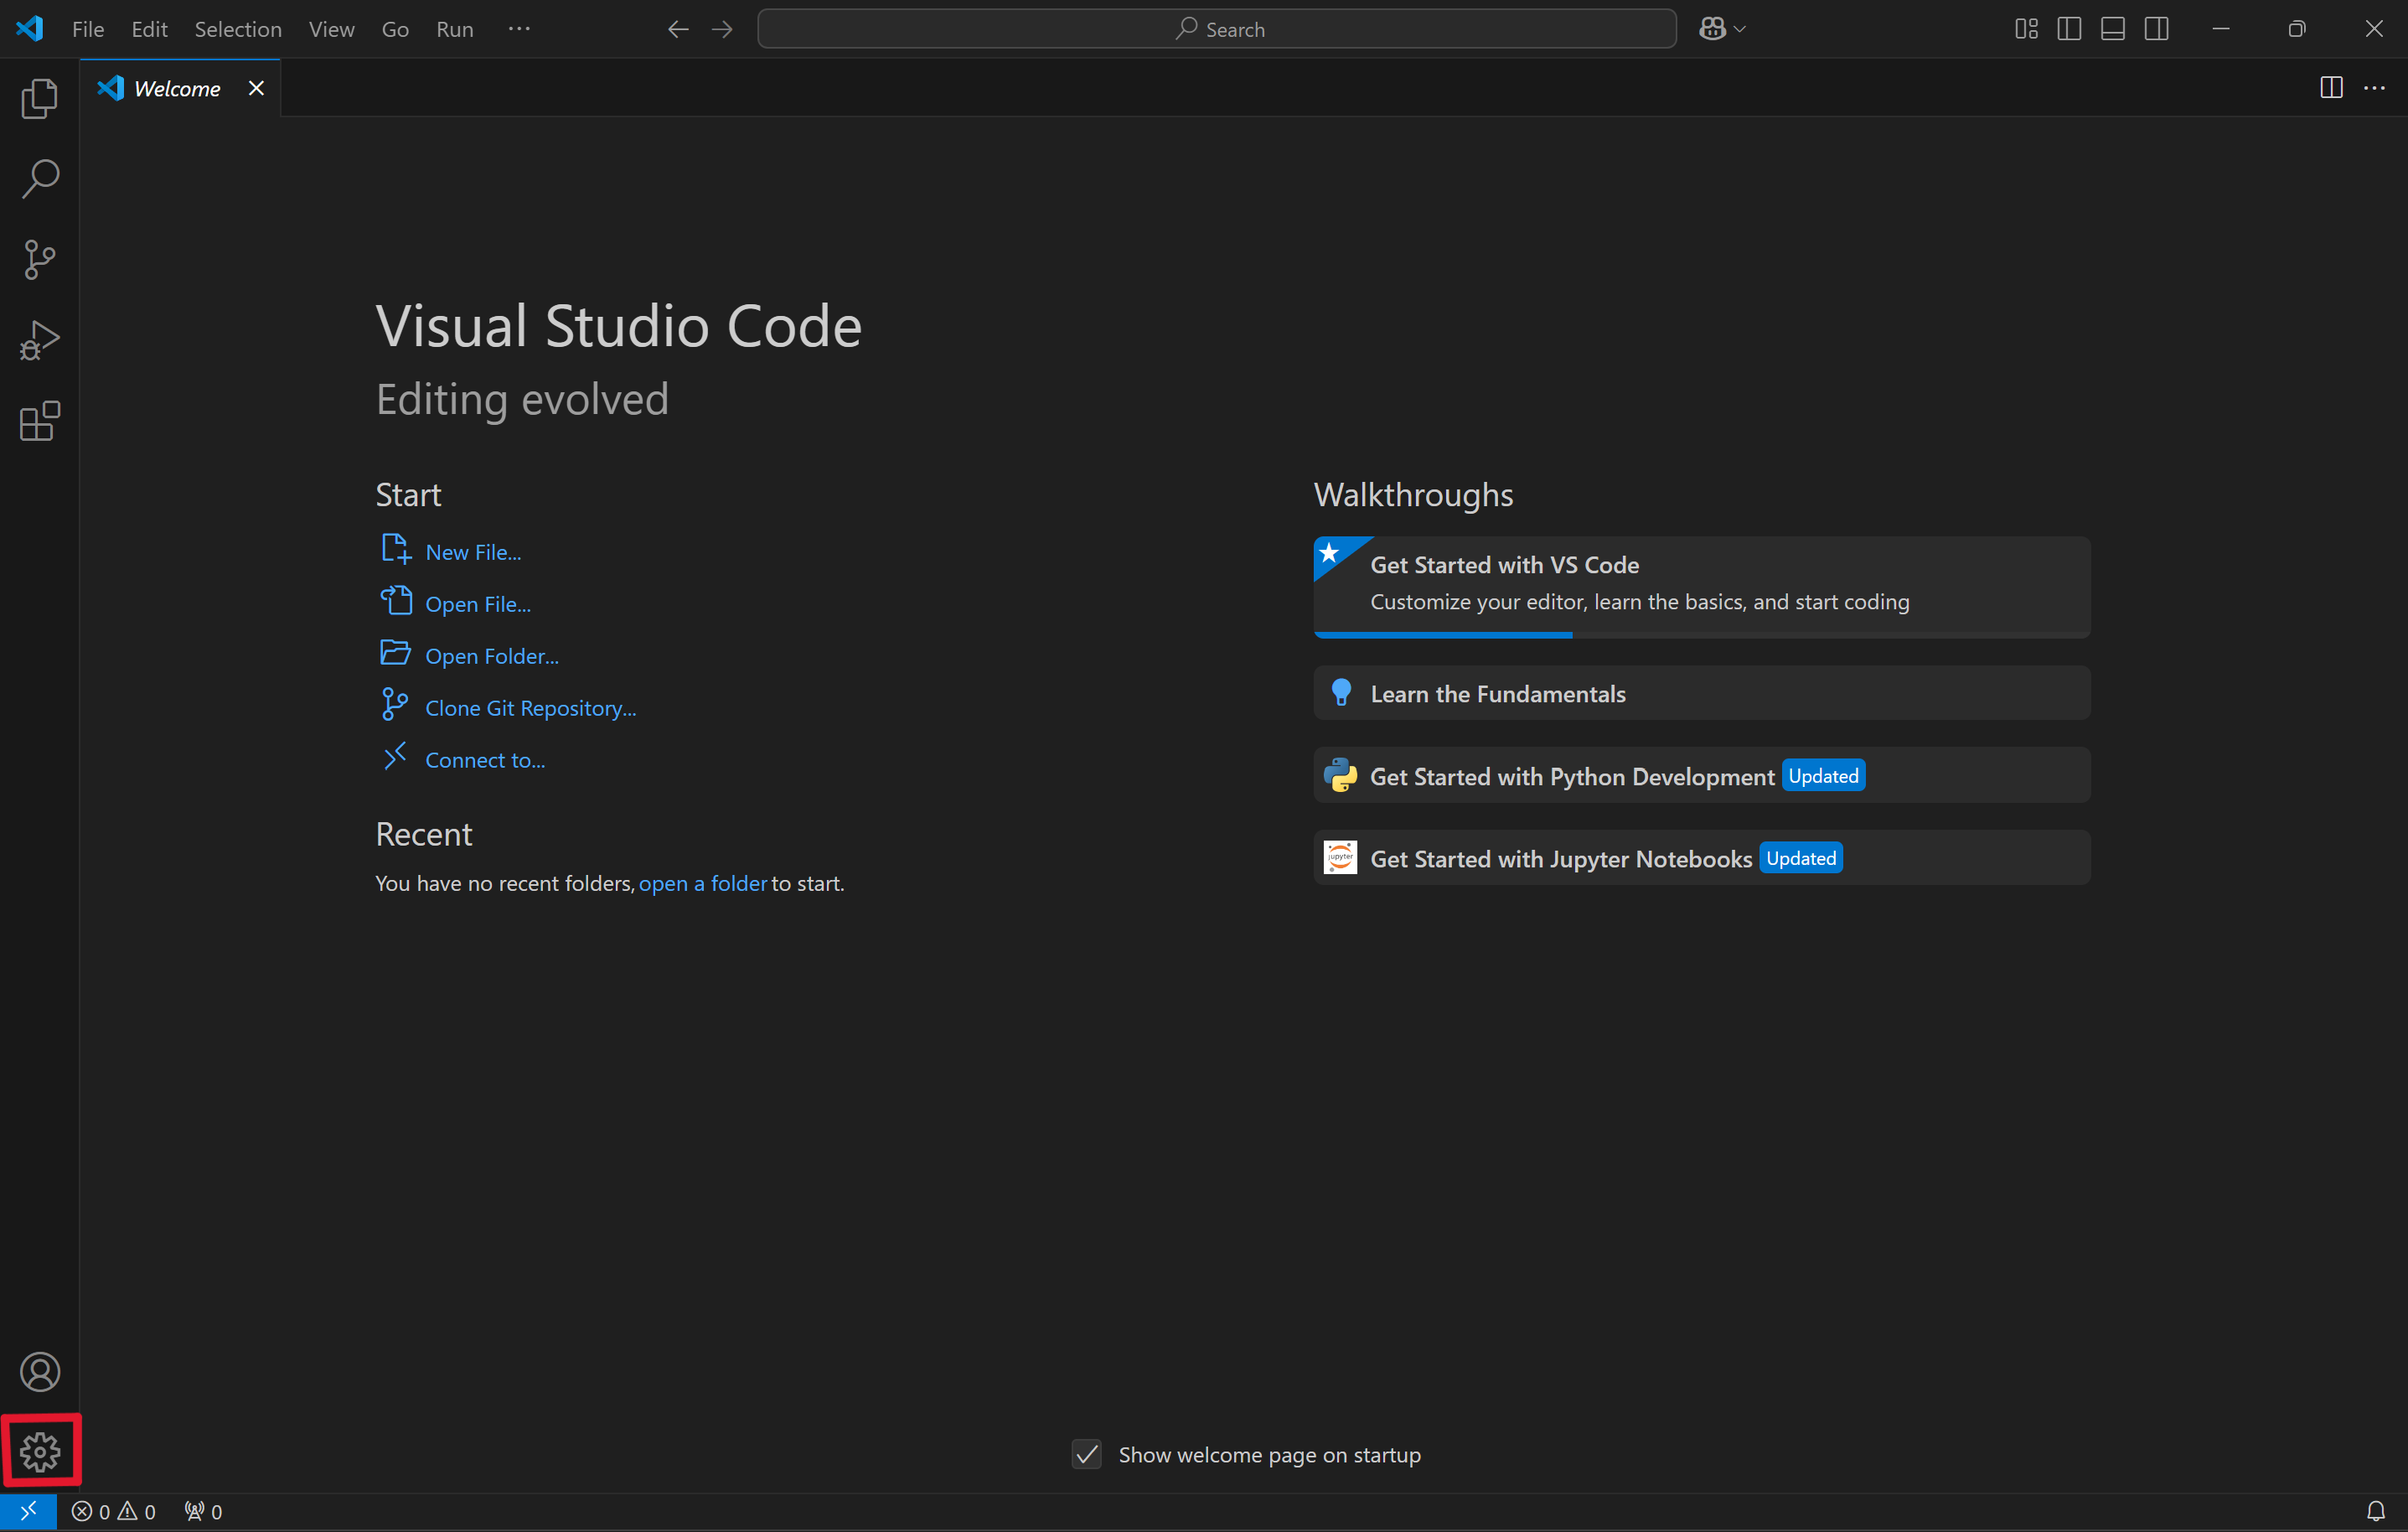 File Edit Selection View Go Run ···
Search
Welcome
Visual Studio Code
Editing evolved
Start
New File...
Open File...
Open Folder...
Clone Git Repository...
Connect to...
Recent
You have no recent folders, open a folder to start.
Walkthroughs
Get Started with VS Code
Customize your editor, learn the basics, and start coding
Learn the Fundamentals
Get Started with Python Development Updated
jupyter
Get Started with Jupyter Notebooks Updated
Show welcome page on startup
0 0 0